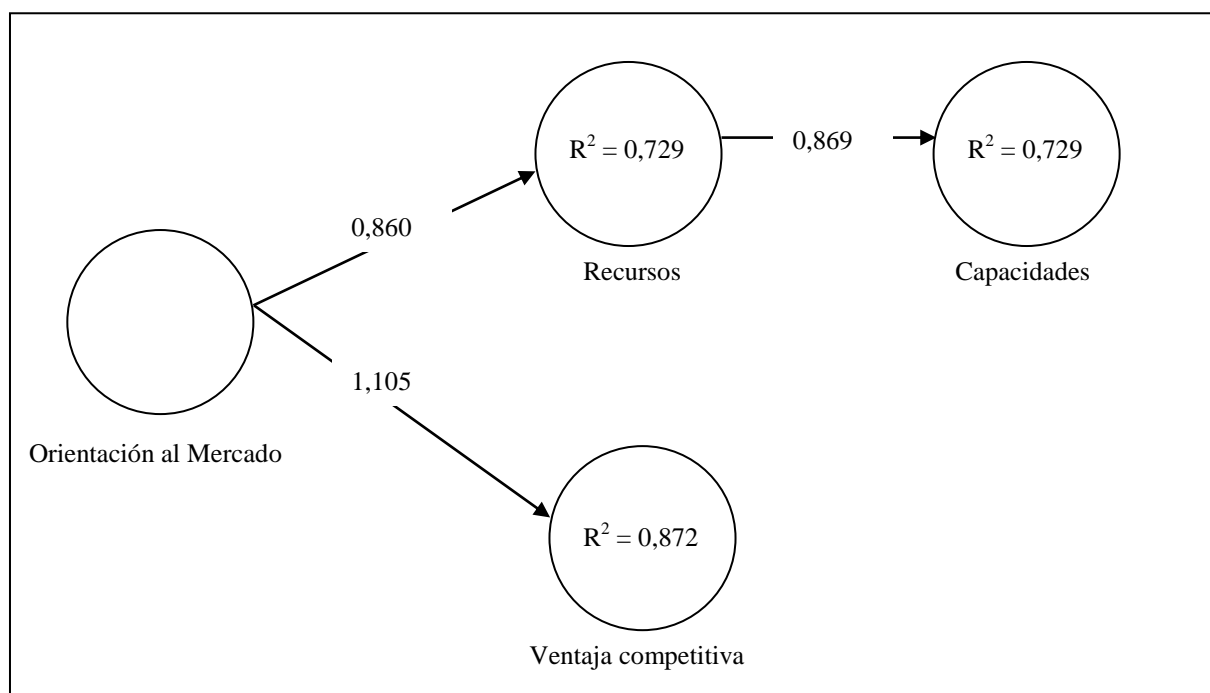 R² = 0,729
0,869
R² = 0,729
0,860
Recursos
Capacidades
1,105
Orientación al Mercado
R² = 0,872
Ventaja competitiva